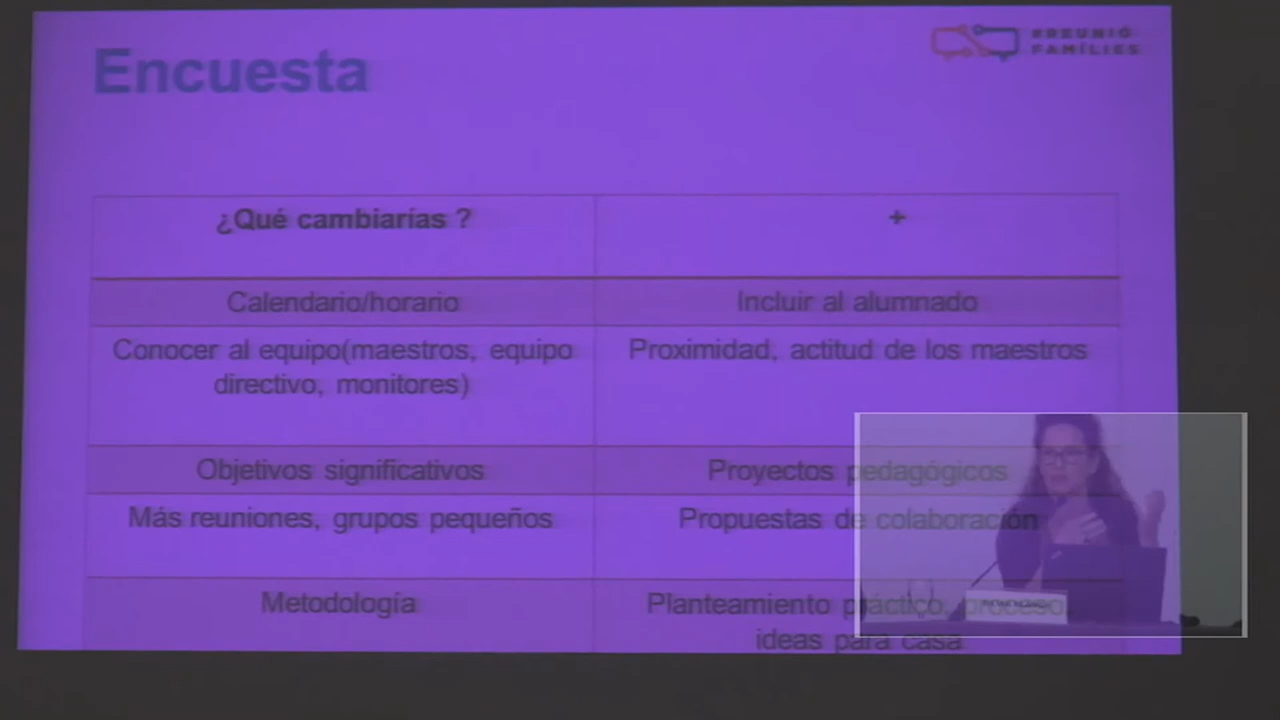 Encuesta
#REUNIÓ
FAMÍLIES
¿Qué cambiarías ?
+
Calendario/horario
Incluir al alumnado
Conocer al equipo(maestros, equipo
directivo, monitores)
Proximidad, actitud de los maestros
Objetivos significativos
Proyectos pedagógicos
Más reuniones, grupos pequeños
Propuestas de colaboración
Metodología
Planteamiento práctico, proceso,
ideas para casa